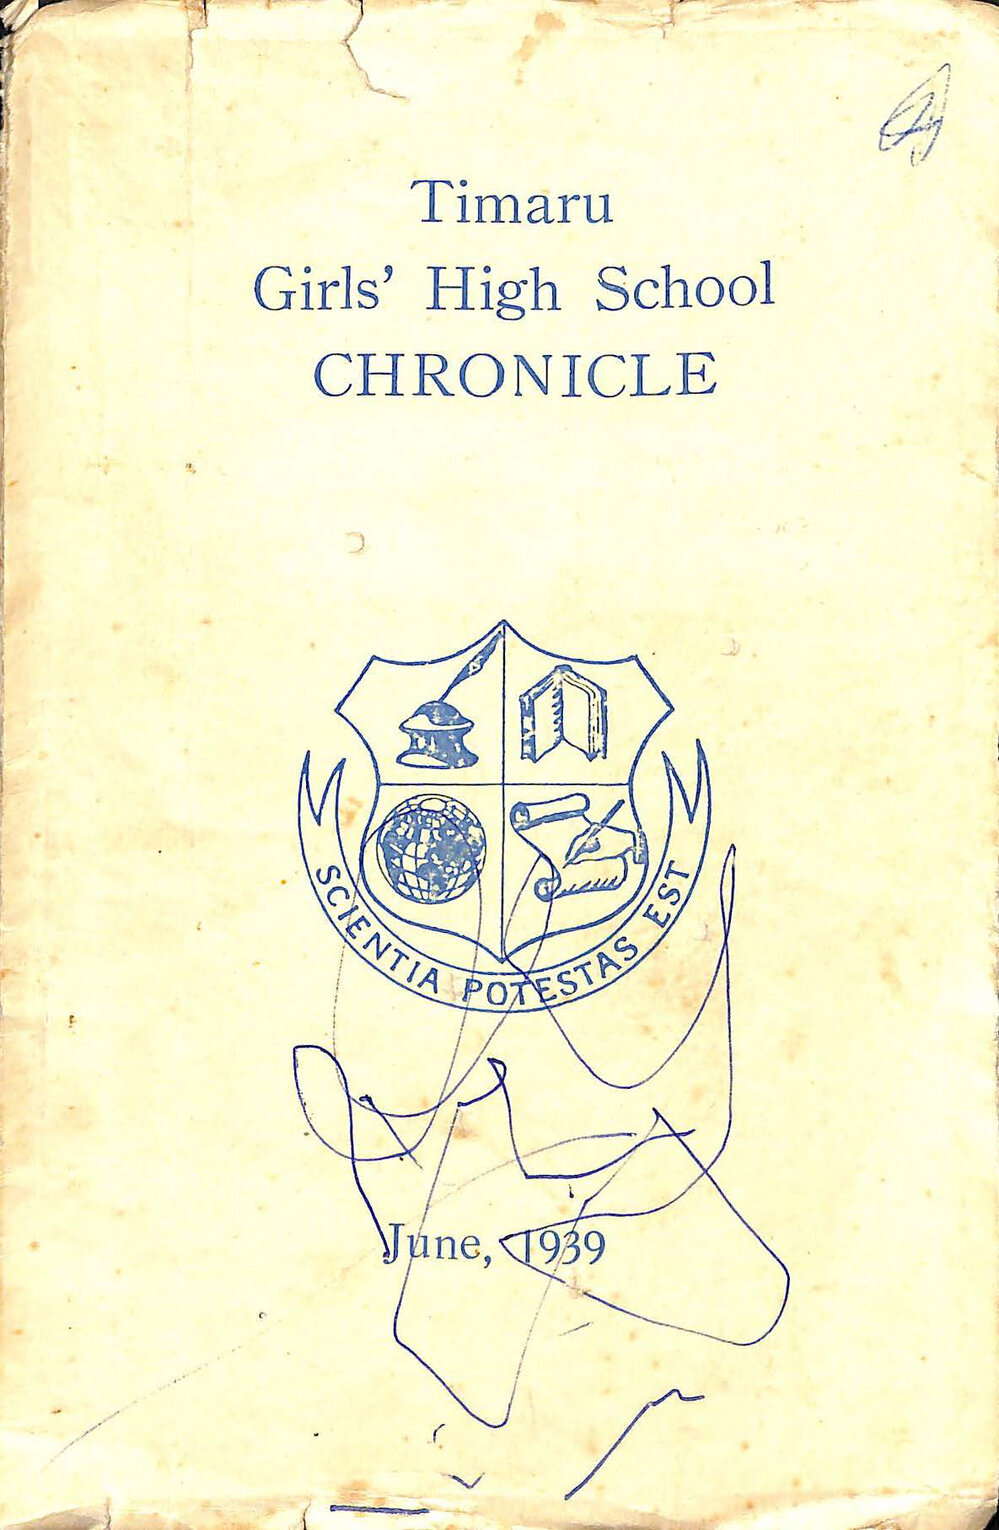 Timaru
Girls' High School
CHRONICLE
SCIENTIA POTESTAS EST
June, 1939